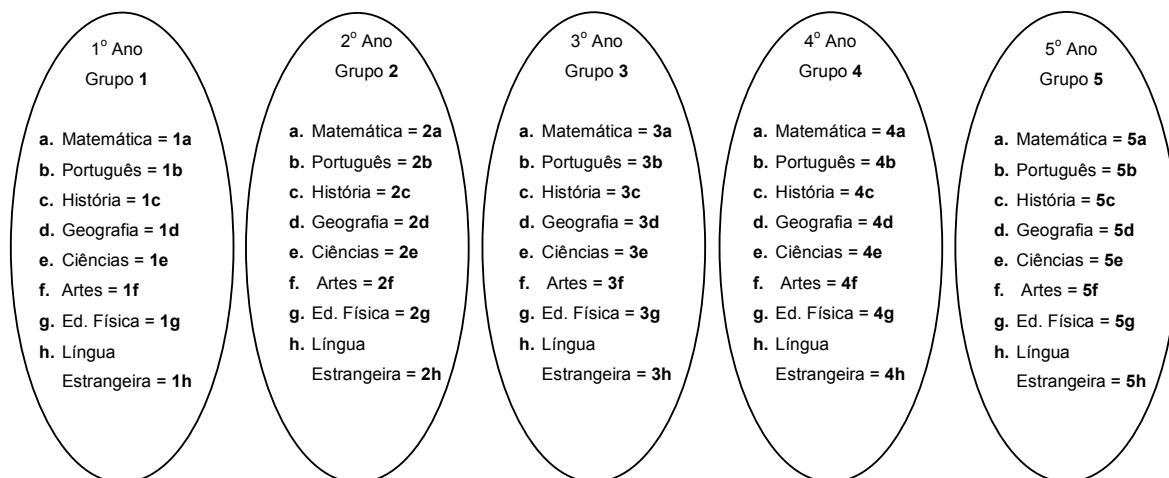 1º Ano
Grupo 1
a. Matemática = 1a
b. Português = 1b
c. História = 1c
d. Geografia = 1d
e. Ciências = 1e
f. Artes = 1f
g. Ed. Física = 1g
h. Língua
Estrangeira = 1h
2º Ano
Grupo 2
a. Matemática = 2a
b. Português = 2b
c. História = 2c
d. Geografia = 2d
e. Ciências = 2e
f. Artes = 2f
g. Ed. Física = 2g
h. Língua
Estrangeira = 2h
3º Ano
Grupo 3
a. Matemática = 3a
b. Português = 3b
c. História = 3c
d. Geografia = 3d
e. Ciências = 3e
f. Artes = 3f
g. Ed. Física = 3g
h. Língua
Estrangeira = 3h
4º Ano
Grupo 4
a. Matemática = 4a
b. Português = 4b
c. História = 4c
d. Geografia = 4d
e. Ciências = 4e
f. Artes = 4f
g. Ed. Física = 4g
h. Língua
Estrangeira = 4h
5º Ano
Grupo 5
a. Matemática = 5a
b. Português = 5b
c. História = 5c
d. Geografia = 5d
e. Ciências = 5e
f. Artes = 5f
g. Ed. Física = 5g
h. Língua
Estrangeira = 5h